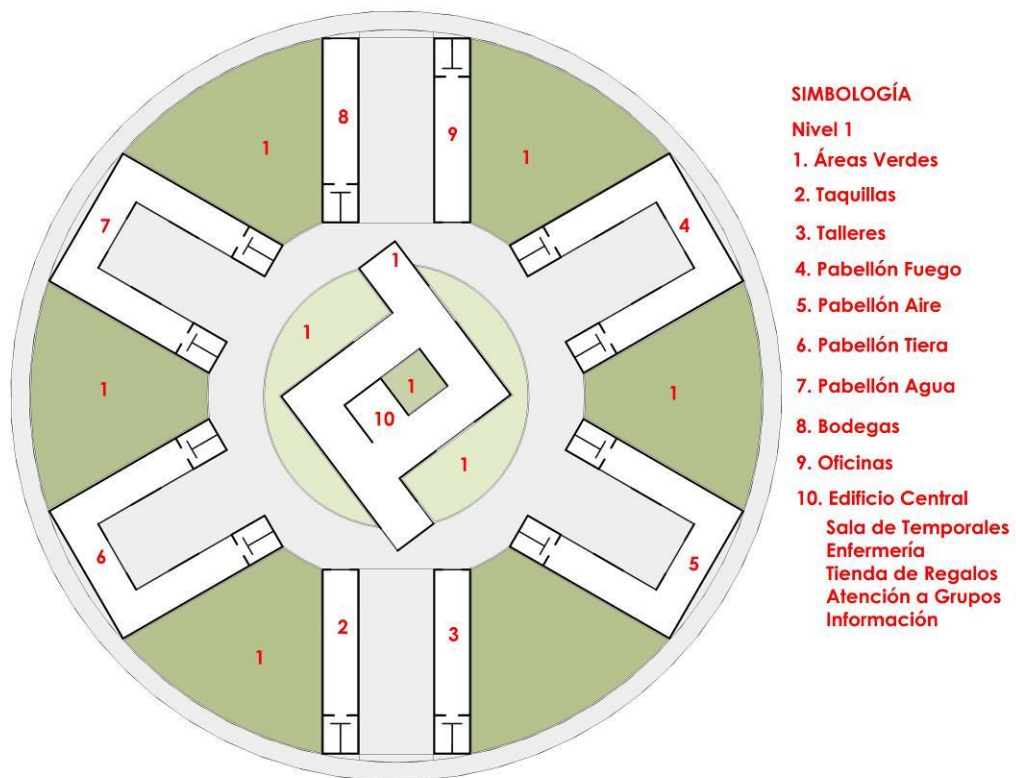 8
9
1
1
7
4
1
1
1
1
1
10
1
6
5
2
3
1
SIMBOLOGÍA
Nivel 1
1. Áreas Verdes
2. Taquillas
3. Talleres
4. Pabellón Fuego
5. Pabellón Aire
6. Pabellón Tiera
7. Pabellón Agua
8. Bodegas
9. Oficinas
10. Edificio Central
Sala de Temporales
Enfermería
Tienda de Regalos
Atención a Grupos
Información